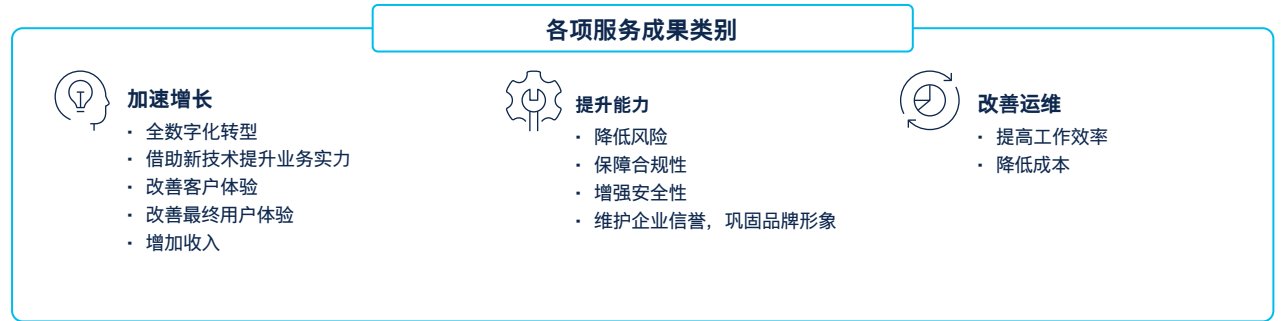 各项服务成果类别
加速增长
· 全数字化转型
· 借助新技术提升业务实力
· 改善客户体验
· 改善最终用户体验
· 增加收入
提升能力
· 降低风险
· 保障合规性
· 增强安全性
· 维护企业信誉，巩固品牌形象
改善运维
· 提高工作效率
· 降低成本